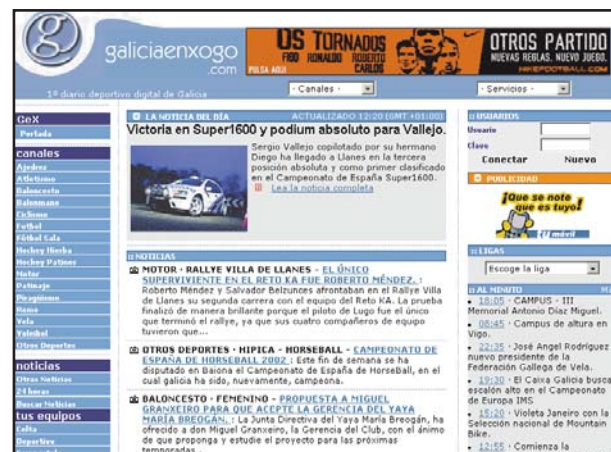 g
galiciaenxogo
.com
1º diario deportivo digital de Galicia
OS TORNADOS
FIGO RONALDO ROBERTO
CARLOS
PULSA AQUI
OTROS PARTIDO
NUEVAS REGLAS. NUEVO JUEGO.
NIKEFOOTBALL.COM
- Canales -
- Servicios -
GeX
Portada
canales
Ajedrez
Atletismo
Baloncesto
Balonmano
Ciclismo
Futbol
Fútbol Sala
Hockey Hierba
Hockey Patines
Motor
Patinaje
Piragüismo
Remo
Vela
Voleibol
Otros Deportes
noticias
Otras Noticias
24 horas
Buscar Noticias
tus equipos
Celta
Deportivo
LA NOTICIA DEL DÍA
ACTUALIZADO 12:20 (GMT +01:00)
Victoria en Super1600 y podium absoluto para Vallejo.
Sergio Vallejo copilotado por su hermano
Diego ha llegado a Llanes en la tercera
posición absoluta y como primer clasificado
en el Campeonato de España Super1600.
Lea la noticia completa
NOTICIAS
MOTOR · RALLYE VILLA DE LLANES - EL ÚNICO
SUPERVIVIENTE EN EL RETO KA FUE ROBERTO MÉNDEZ. :
Roberto Méndez y Salvador Belzunces afrontaban en el Rallye Villa
de Llanes su segunda carrera con el equipo del Reto KA. La prueba
finalizó de manera brillante porque el piloto de Lugo fue el único
que terminó el rallye, ya que sus cuatro compañeros de equipo
tuvieron que...
OTROS DEPORTES · HIPICA - HORSEBALL - CAMPEONATO DE
ESPAÑA DE HORSEBALL 2002 : Este fin de semana se ha
disputado en Baiona el Campeonato de España de HorseBall, en el
cual galicia ha sido, nuevamente, campeona.
BALONCESTO · FEMENINO - PROPUESTA A MIGUEL
GRANXEIRO PARA QUE ACEPTE LA GERENCIA DEL YAYA
MARÍA BREOGÁN. : La Junta Directiva del Yaya María Breogán, ha
ofrecido a don Miguel Granxeiro, la Gerencia del Club, con el ánimo
de que proponga y estudie el proyecto para las próximas
temporadas.
USUARIOS
Usuario
Clave
Conectar Nuevo
PUBLICIDAD
¡Que se note
que es tuyo!
tu móvil
LIGAS
Escoge la liga
AL MINUTO
18:05 · CAMPUS - III
Memorial Antonio Díaz Miguel.
08:45 · Campus de altura en
Vigo.
22:35 · José Angel Rodríguez
nuevo presidente de la
Federación Gallega de Vela.
19:30 · El Caixa Galicia busca
escalón alto en el Campeonato
de Europa IMS
15:20 · Violeta Janeiro con la
Selección nacional de Mountain
Bike.
12:55 · Comienza la